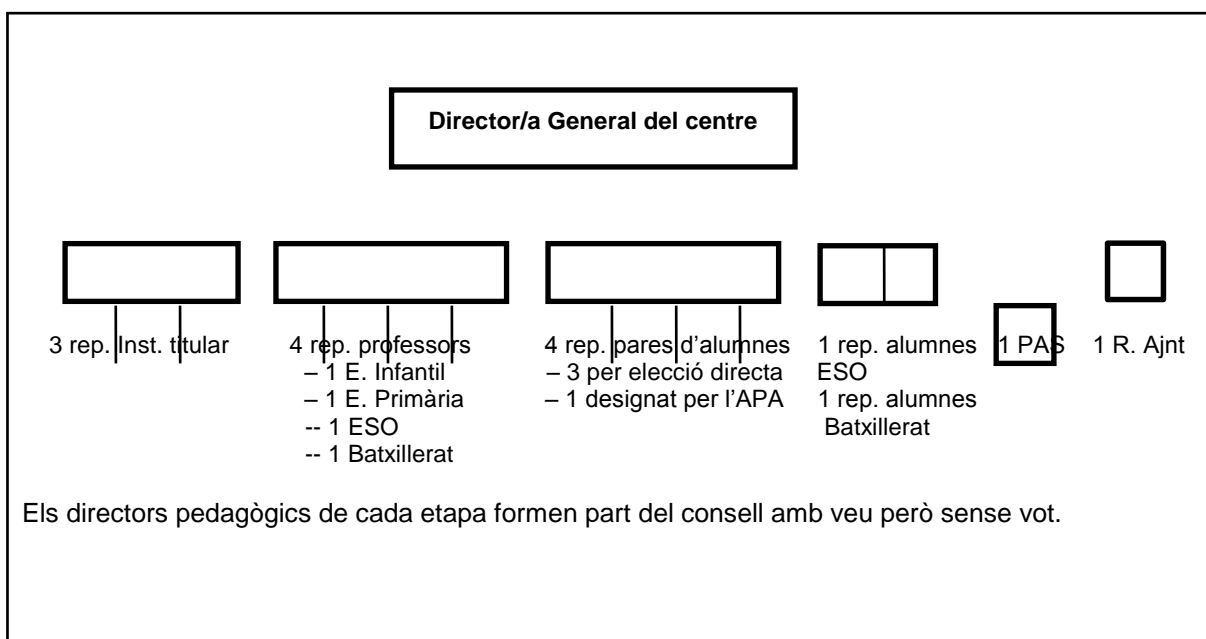 Director/a General del centre
3 rep. Inst. titular
4 rep. professors
– 1 E. Infantil
– 1 E. Primària
-- 1 ESO
-- 1 Batxillerat
4 rep. pares d’alumnes
– 3 per elecció directa
– 1 designat per l’APA
1 rep. alumnes
ESO
1 rep. alumnes
Batxillerat
1 PAS
1 R. Ajnt
Els directors pedagògics de cada etapa formen part del consell amb veu però sense vot.